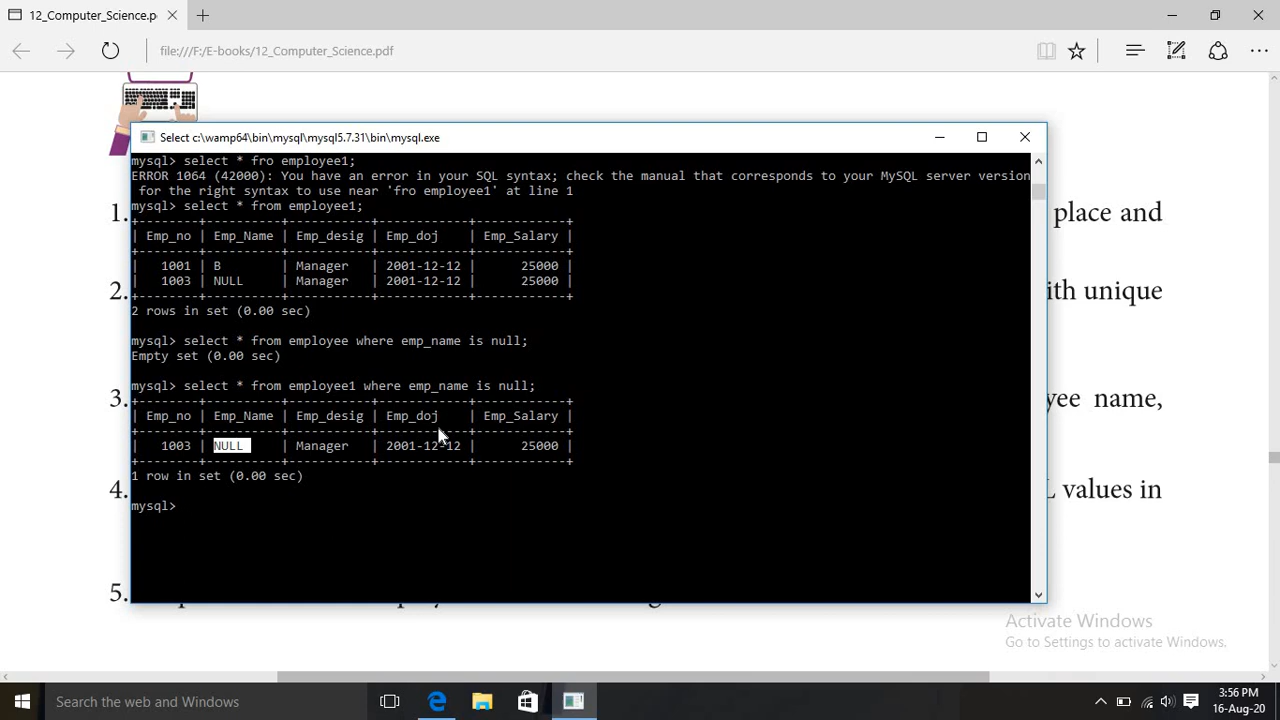 12_Computer_Science.p
file:///F:/E-books/12_Computer_Science.pdf
Select c:\wamp64\bin\mysql\mysql5.7.31\bin\mysql.exe
mysql> select * fro employee1;
ERROR 1064 (42000): You have an error in your SQL syntax; check the manual that corresponds to your MySQL server version
for the right syntax to use near 'fro employee1' at line 1
mysql> select * from employee1;
+--------+----------+-----------+------------+-----------+
| Emp_no | Emp_Name | Emp_desig | Emp_doj | Emp_Salary |
+--------+----------+-----------+------------+-----------+
| 1001 | B | Manager | 2001-12-12 | 25000 |
| 1003 | NULL | Manager | 2001-12-12 | 25000 |
+--------+----------+-----------+------------+-----------+
2 rows in set (0.00 sec)
mysql> select * from employee where emp_name is null;
Empty set (0.00 sec)
mysql> select * from employee1 where emp_name is null;
+--------+----------+-----------+------------+-----------+
| Emp_no | Emp_Name | Emp_desig | Emp_doj | Emp_Salary |
+--------+----------+-----------+------------+-----------+
| 1003 | NULL | Manager | 2001-12-12 | 25000 |
+--------+----------+-----------+------------+-----------+
1 row in set (0.00 sec)
mysql>
1. place and
2. ith unique
3. yee name,
4. values in
5.
Activate Windows
Go to Settings to activate Windows.
Search the web and Windows
3:56 PM
16-Aug-20